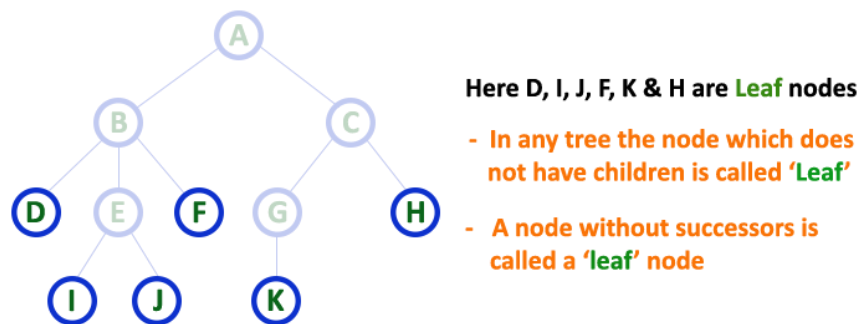 A
Here D, I, J, F, K & H are Leaf nodes
B
C
- In any tree the node which does
not have children is called ‘Leaf’
D
E
F
G
H
- A node without successors is
called a ‘leaf’ node
I
J
K